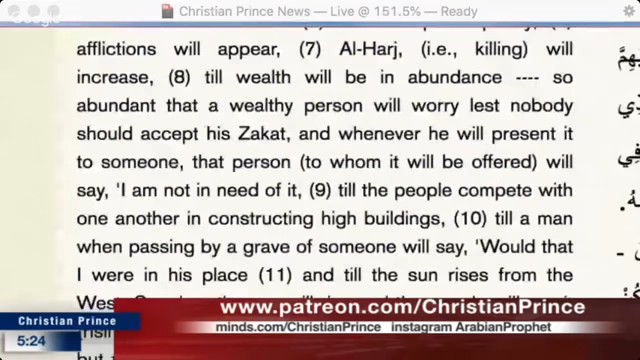 Christian Prince News — Live @ 151.5% — Ready
afflictions will appear, (7) Al-Harj, (i.e., killing) will
increase, (8) till wealth will be in abundance ---- so
abundant that a wealthy person will worry lest nobody
should accept his Zakat, and whenever he will present it
to someone, that person (to whom it will be offered) will
say, 'I am not in need of it, (9) till the people compete with
one another in constructing high buildings, (10) till a man
when passing by a grave of someone will say, 'Would that
I were in his place (11) and till the sun rises from the
West
www.patreon.com/ChristianPrince
Christian Prince
minds.com/ChristianPrince instagram ArabianProphet
5:24